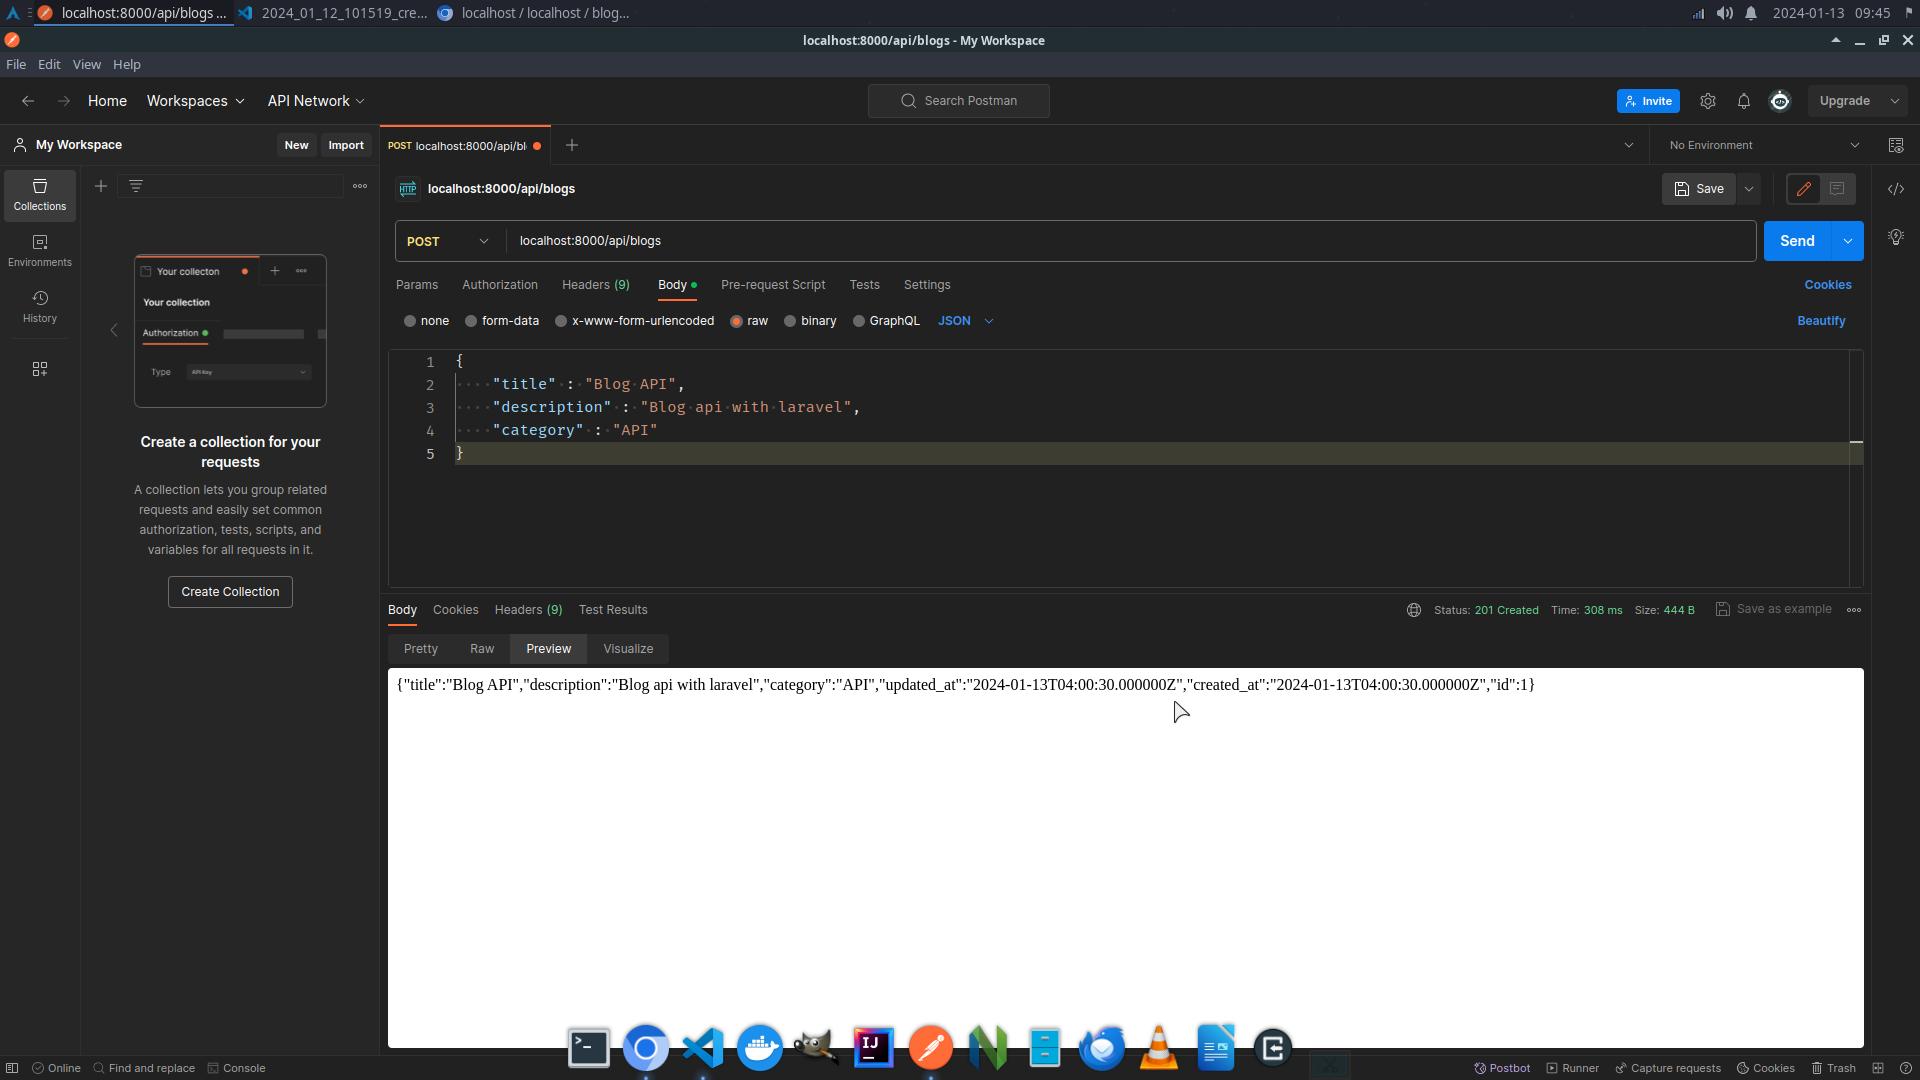 localhost:8000/api/blogs ...
2024_01_12_101519_cre...
localhost / localhost / blog...
2024-01-13 09:45
localhost:8000/api/blogs - My Workspace
File Edit View Help
Home Workspaces API Network
Search Postman
Invite
Upgrade
My Workspace
New Import
POST localhost:8000/api/bl
No Environment
Collections
Environments
History
Your collecton
Your collection
Authorization
Type API Key
Create a collection for your
requests
A collection lets you group related
requests and easily set common
authorization, tests, scripts, and
variables for all requests in it.
Create Collection
HTTP localhost:8000/api/blogs
Save
POST localhost:8000/api/blogs
Send
Params Authorization Headers (9) Body Pre-request Script Tests Settings
Cookies
none form-data x-www-form-urlencoded raw binary GraphQL JSON
Beautify
1 {
2 "title" : "Blog API",
3 "description" : "Blog api with laravel",
4 "category" : "API"
5 }
Body Cookies Headers (9) Test Results
Status: 201 Created Time: 308 ms Size: 444 B
Save as example
Pretty Raw Preview Visualize
{"title":"Blog API","description":"Blog api with laravel","category":"API","updated_at":"2024-01-13T04:00:30.000000Z","created_at":"2024-01-13T04:00:30.000000Z","id":1}
IJ
Online Find and replace Console
Postbot Runner Capture requests Cookies Trash